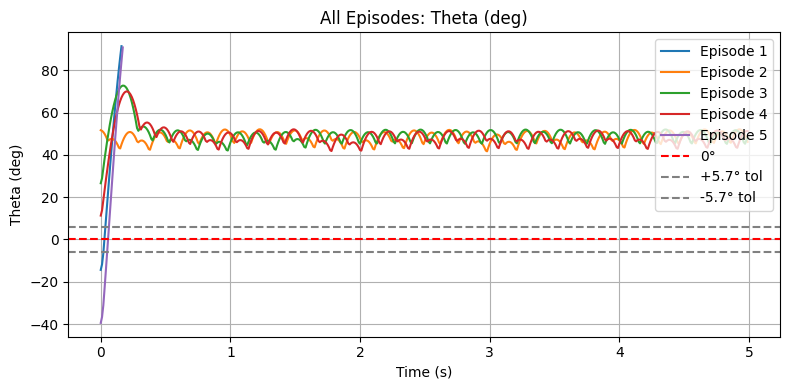 All Episodes: Theta (deg)
Theta (deg)
80
60
40
20
0
−20
−40
0
1
2
3
4
5
Time (s)
Episode 1
Episode 2
Episode 3
Episode 4
Episode 5
0°
+5.7° tol
-5.7° tol